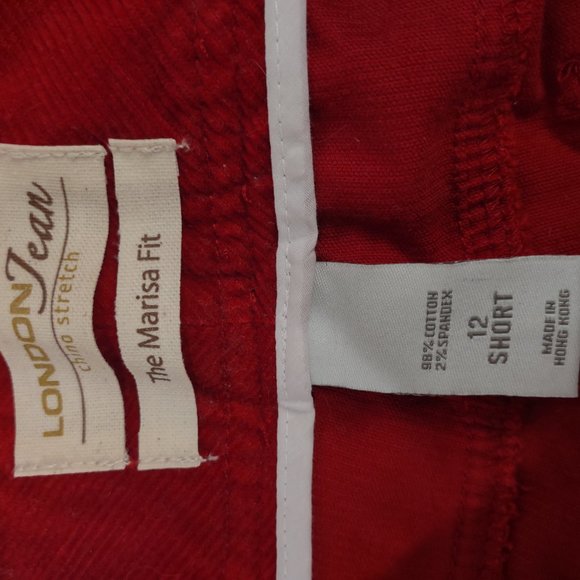 LONDON Jean
chino stretch
The Marisa Fit
98% COTTON
2% SPANDEX
12
SHORT
MADE IN
HONG KONG